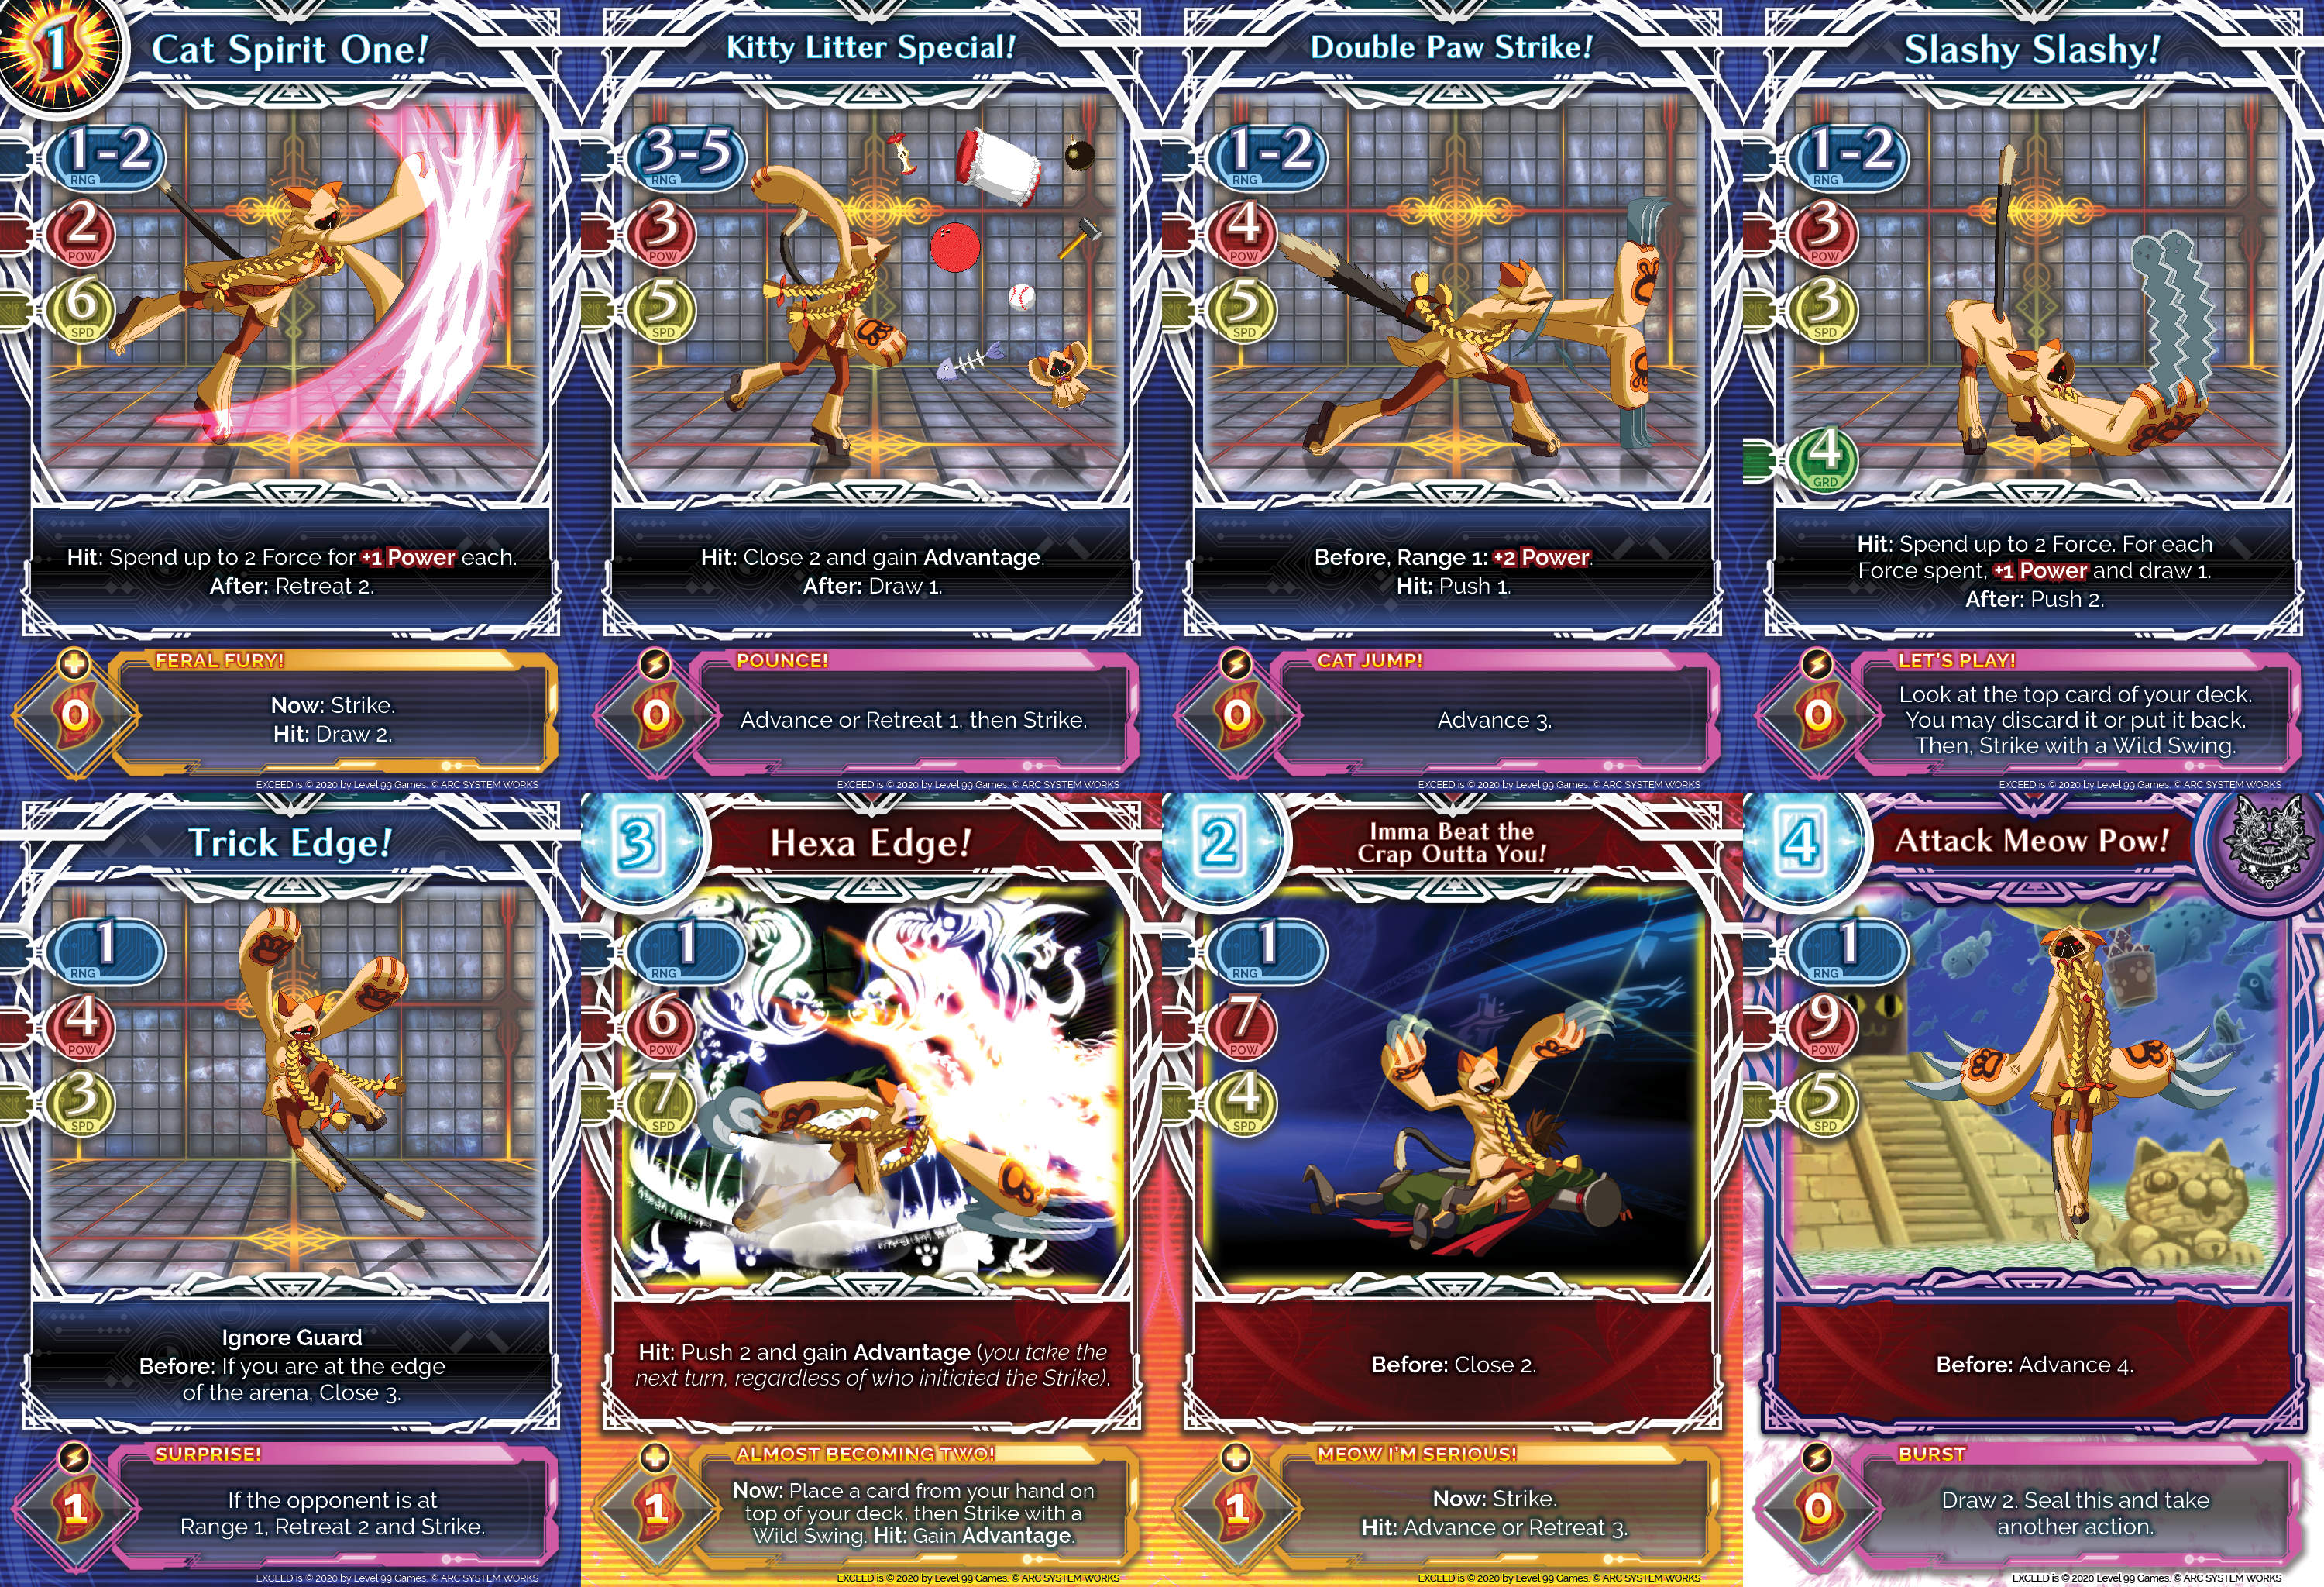 1
Cat Spirit One!
1-2
RNG
2
POW
6
SPD
Hit: Spend up to 2 Force for +1 Power each.
After: Retreat 2.
FERAL FURY!
0
Now: Strike.
Hit: Draw 2.
EXCEED is © 2020 by Level 99 Games. © ARC SYSTEM WORKS
Kitty Litter Special!
3-5
RNG
3
POW
5
SPD
Hit: Close 2 and gain Advantage.
After: Draw 1.
POUNCE!
0
Advance or Retreat 1, then Strike.
EXCEED is © 2020 by Level 99 Games. © ARC SYSTEM WORKS
Double Paw Strike!
1-2
RNG
4
POW
5
SPD
Before, Range 1: +2 Power.
Hit: Push 1.
CAT JUMP!
0
Advance 3.
EXCEED is © 2020 by Level 99 Games. © ARC SYSTEM WORKS
Slashy Slashy!
1-2
RNG
3
POW
3
SPD
4
GRD
Hit: Spend up to 2 Force. For each
Force spent, +1 Power and draw 1.
After: Push 2.
LET'S PLAY!
0
Look at the top card of your deck.
You may discard it or put it back.
Then, Strike with a Wild Swing.
EXCEED is © 2020 by Level 99 Games. © ARC SYSTEM WORKS
Trick Edge!
1
RNG
4
POW
3
SPD
Ignore Guard
Before: If you are at the edge
of the arena, Close 3.
SURPRISE!
1
If the opponent is at
Range 1, Retreat 2 and Strike.
EXCEED is © 2020 by Level 99 Games. © ARC SYSTEM WORKS
3
Hexa Edge!
1
RNG
6
POW
7
SPD
Hit: Push 2 and gain Advantage (you take the
next turn, regardless of who initiated the Strike).
ALMOST BECOMING TWO!
1
Now: Place a card from your hand on
top of your deck, then Strike with a
Wild Swing. Hit: Gain Advantage.
EXCEED is © 2020 by Level 99 Games. © ARC SYSTEM WORKS
2
Imma Beat the
Crap Outta You!
1
RNG
7
POW
4
SPD
Before: Close 2.
MEOW I'M SERIOUS!
1
Now: Strike.
Hit: Advance or Retreat 3.
EXCEED is © 2020 by Level 99 Games. © ARC SYSTEM WORKS
4
Attack Meow Pow!
1
RNG
9
POW
5
SPD
Before: Advance 4.
BURST
0
Draw 2. Seal this and take
another action.
EXCEED is © 2020 by Level 99 Games. © ARC SYSTEM WORKS